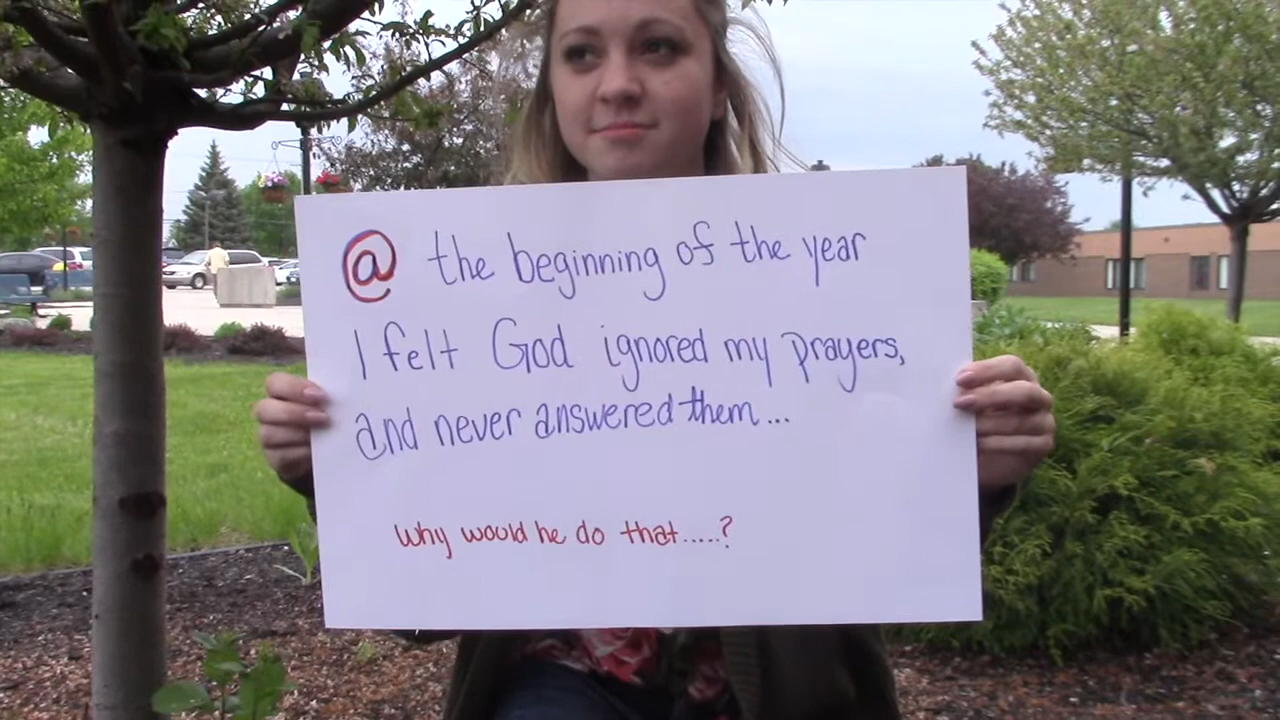 @ the beginning of the year
I felt God ignored my prayers,
and never answered them...
Why would he do that.....?